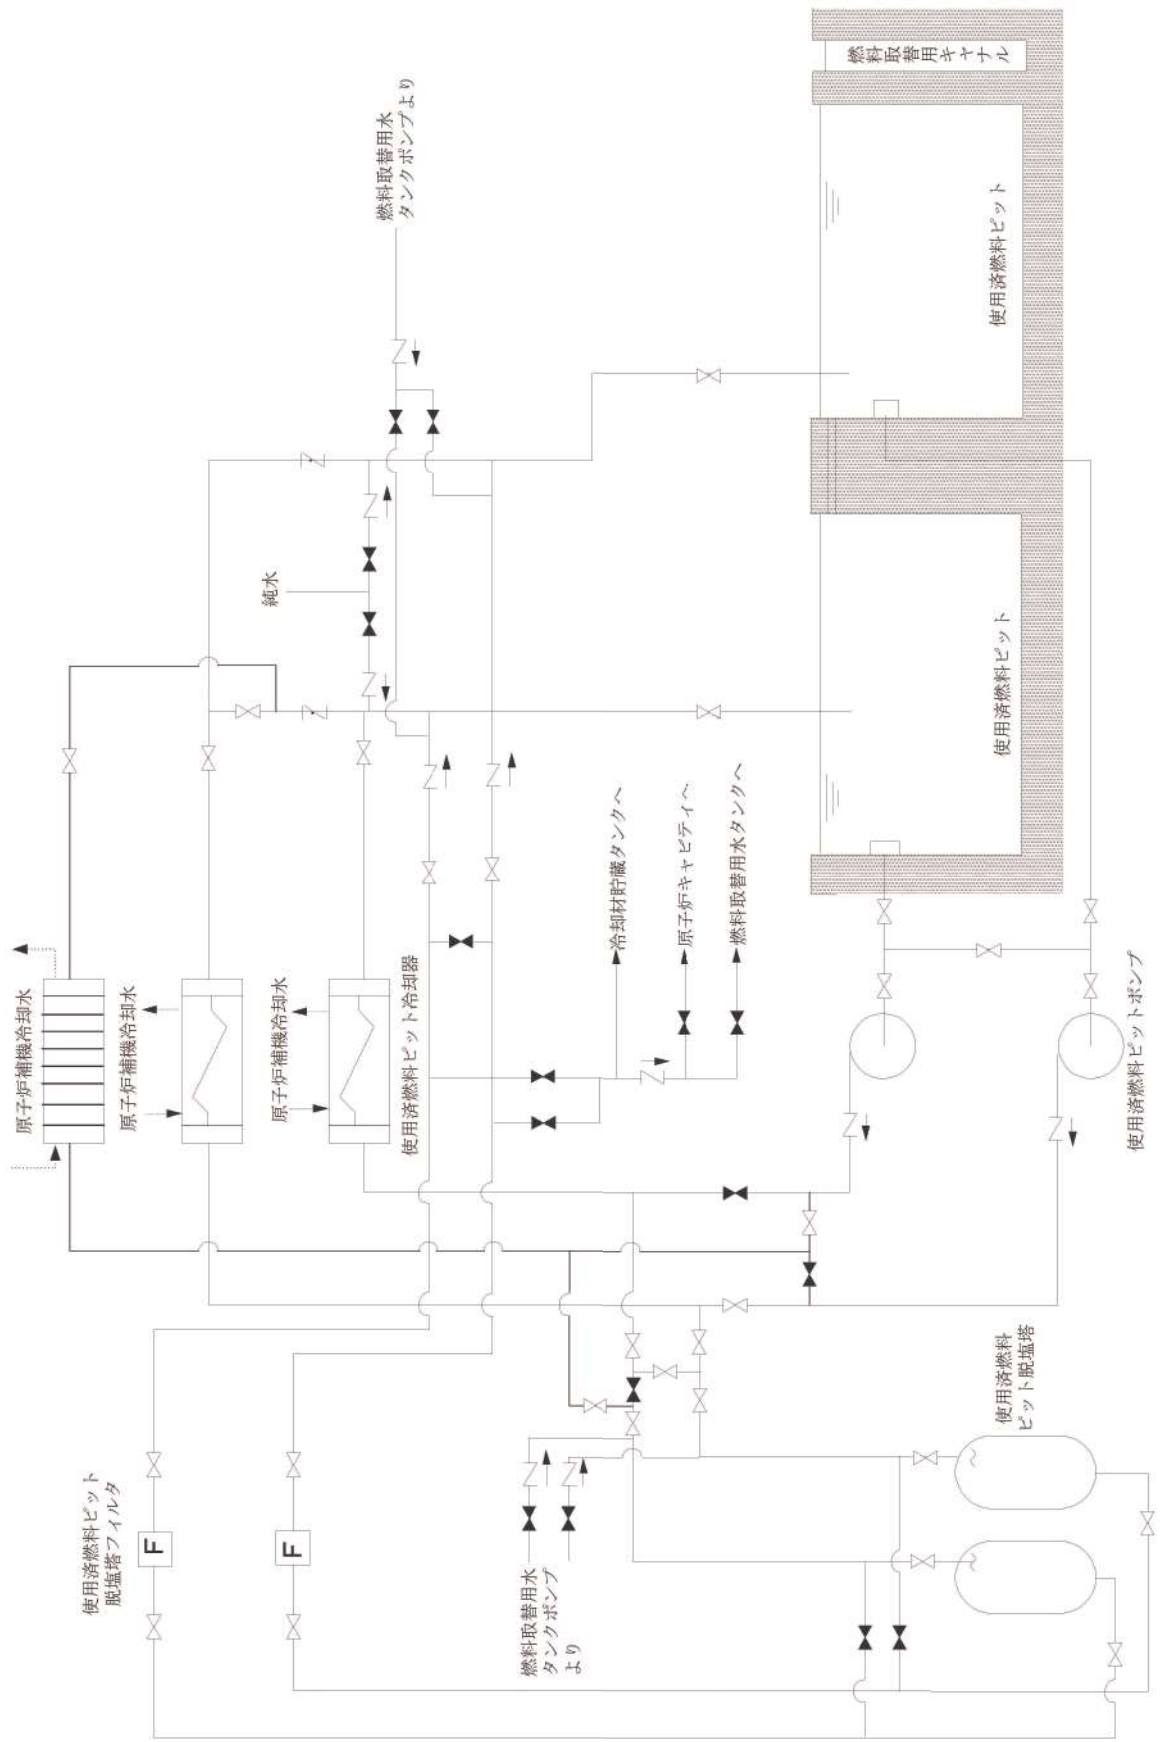 原子炉補機冷却水
原子炉補機冷却水
原子炉補機冷却水
使用済燃料ピット冷却器
純水
燃料取替用水
タンクポンプより
燃料取替用キャナル
使用済燃料ピット
使用済燃料ピット
冷却材貯蔵タンクへ
原子炉キャビティへ
燃料取替用水タンクへ
使用済燃料ピットポンプ
使用済燃料ピット
脱塩塔フィルタ
F
F
燃料取替用水
タンクポンプ
より
使用済燃料
ピット脱塩塔